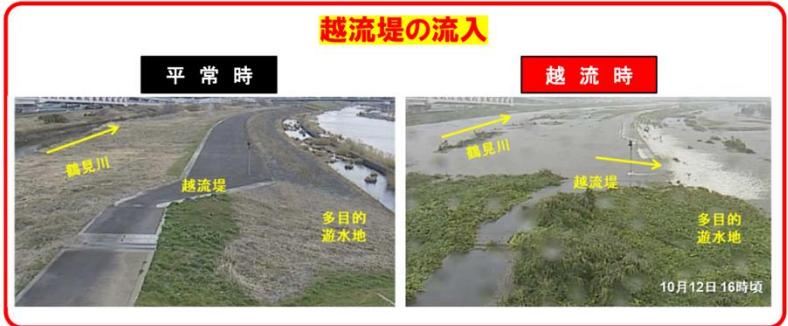 越流堤の流入
平常時
越流時
鶴見川
越流堤
多目的
遊水地
鶴見川
越流堤
多目的
遊水地
10月12日 16時頃